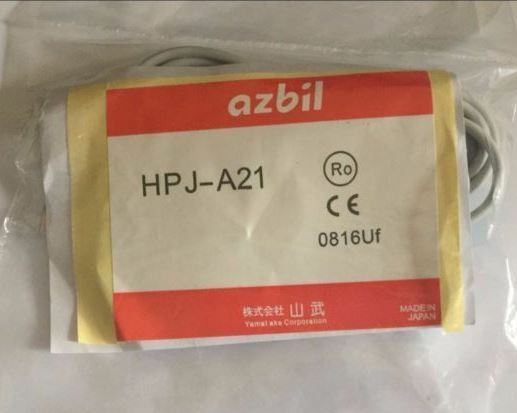 azbil
HPJ-A21
Ro
CE
0816Uf
株式会社 山武
Yamatake Corporation
MADE IN
JAPAN